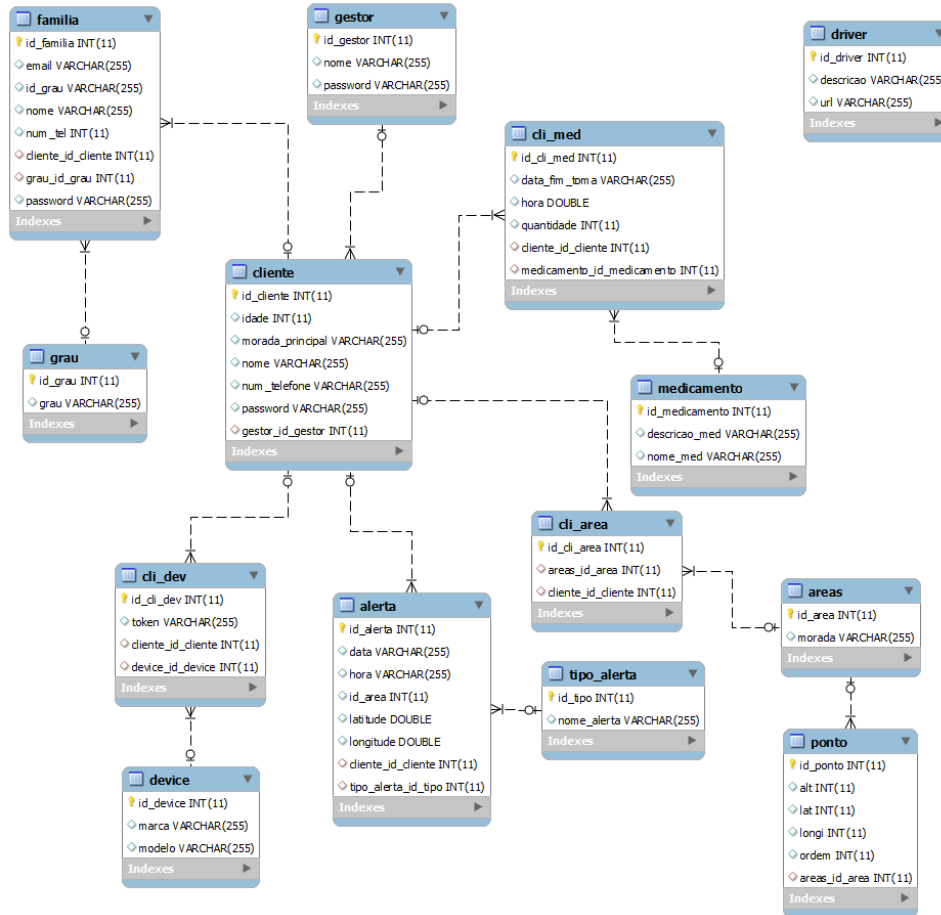 familia
id_familia INT(11)
email VARCHAR(255)
id_grau VARCHAR(255)
nome VARCHAR(255)
num_tel INT(11)
cliente_id_cliente INT(11)
grau_id_grau INT(11)
password VARCHAR(255)
Indexes
gestor
id_gestor INT(11)
nome VARCHAR(255)
password VARCHAR(255)
Indexes
driver
id_driver INT(11)
descricao VARCHAR(255)
url VARCHAR(255)
Indexes
cli_med
id_cli_med INT(11)
data_fim_toma VARCHAR(255)
hora DOUBLE
quantidade INT(11)
cliente_id_cliente INT(11)
medicamento_id_medicamento INT(11)
Indexes
cliente
id_cliente INT(11)
idade INT(11)
morada_principal VARCHAR(255)
nome VARCHAR(255)
num_telefone VARCHAR(255)
password VARCHAR(255)
gestor_id_gestor INT(11)
Indexes
grau
id_grau INT(11)
grau VARCHAR(255)
Indexes
medicamento
id_medicamento INT(11)
descricao_med VARCHAR(255)
nome_med VARCHAR(255)
Indexes
cli_area
id_cli_area INT(11)
areas_id_area INT(11)
cliente_id_cliente INT(11)
Indexes
cli_dev
id_cli_dev INT(11)
token VARCHAR(255)
cliente_id_cliente INT(11)
device_id_device INT(11)
Indexes
alerta
id_alerta INT(11)
data VARCHAR(255)
hora VARCHAR(255)
id_area INT(11)
latitude DOUBLE
longitude DOUBLE
cliente_id_cliente INT(11)
tipo_alerta_id_tipo INT(11)
Indexes
areas
id_area INT(11)
morada VARCHAR(255)
Indexes
tipo_alerta
id_tipo INT(11)
nome_alerta VARCHAR(255)
Indexes
device
id_device INT(11)
marca VARCHAR(255)
modelo VARCHAR(255)
Indexes
ponto
id_ponto INT(11)
alt INT(11)
lat INT(11)
longi INT(11)
ordem INT(11)
areas_id_area INT(11)
Indexes